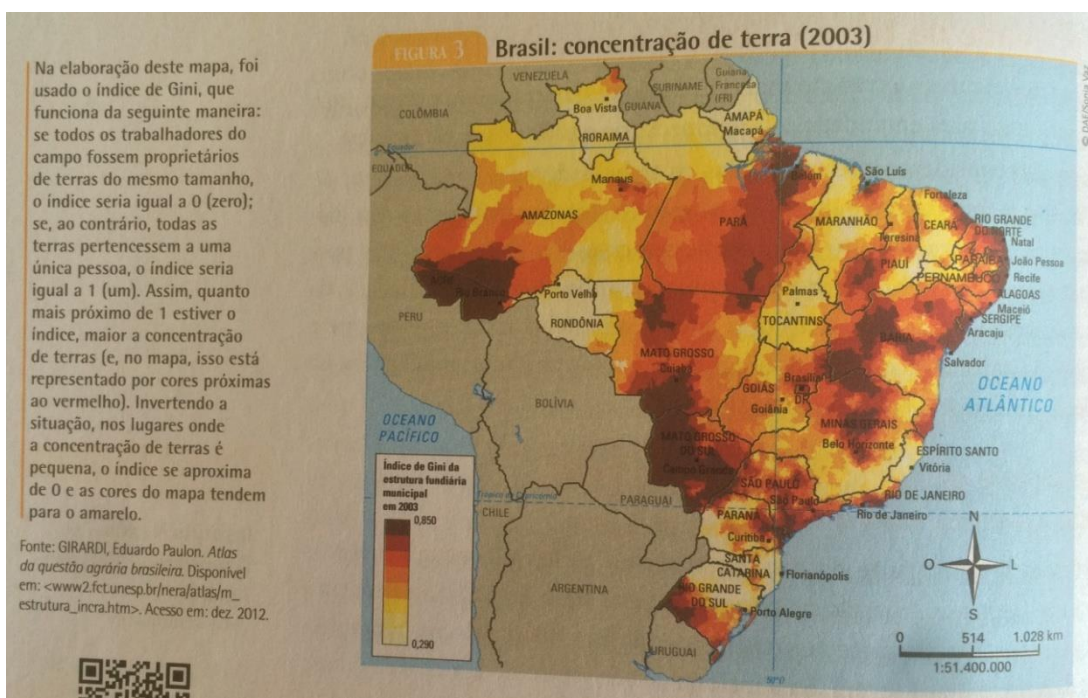 FIGURA 3
Brasil: concentração de terra (2003)
Na elaboração deste mapa, foi
usado o índice de Gini, que
funciona da seguinte maneira:
se todos os trabalhadores do
campo fossem proprietários
de terras do mesmo tamanho,
o índice seria igual a 0 (zero);
se, ao contrário, todas as
terras pertencessem a uma
única pessoa, o índice seria
igual a 1 (um). Assim, quanto
mais próximo de 1 estiver o
índice, maior a concentração
de terras (e, no mapa, isso está
representado por cores próximas
ao vermelho). Invertendo a
situação, nos lugares onde
a concentração de terras é
pequena, o índice se aproxima
de 0 e as cores do mapa tendem
para o amarelo.
Fonte: GIRARDI, Eduardo Paulon. Atlas
da questão agrária brasileira. Disponível
em: <www2.fct.unesp.br/nera/atlas/m_
estrutura_incra.htm>. Acesso em: dez. 2012.
VENEZUELA
SURINAME
Guiana
Francesa
(FR)
GUIANA
COLÔMBIA
Boa Vista
RORAIMA
AMAPÁ
Macapá
Equador
EQUADOR
Manaus
Belém
São Luís
Fortaleza
AMAZONAS
PARÁ
MARANHÃO
CEARÁ
RIO GRANDE
DO NORTE
Teresina
Natal
PIAUÍ
PARAÍBA
João Pessoa
PERNAMBUCO
Recife
ALAGOAS
Maceió
SERGIPE
Aracaju
Rio Branco
Porto Velho
Palmas
PERU
RONDÔNIA
TOCANTINS
BAHIA
Salvador
MATO GROSSO
Cuiabá
Brasília
DF
GOIÁS
Goiânia
OCEANO
ATLÂNTICO
BOLÍVIA
OCEANO
PACÍFICO
MINAS GERAIS
Belo Horizonte
ESPÍRITO SANTO
Vitória
MATO GROSSO
DO SUL
Campo Grande
SÃO PAULO
São Paulo
RIO DE JANEIRO
Rio de Janeiro
Trópico de Capricórnio
PARAGUAI
CHILE
PARANÁ
Curitiba
SANTA
CATARINA
Florianópolis
ARGENTINA
RIO GRANDE
DO SUL
Porto Alegre
URUGUAI
Índice de Gini da
estrutura fundiária
municipal
em 2003
0,850
0,290
N
O
L
S
0 514 1.028 km
1:51.400.000
50°O